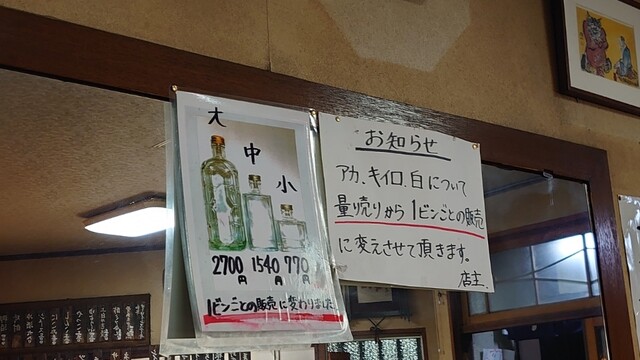 大
中
小
2700円
1540円
770円
1ビンごとの販売に変わりました
お知らせ
アカ、キイロ、白について
量り売りから1ビンごとの販売
に変えさせて頂きます。
店主